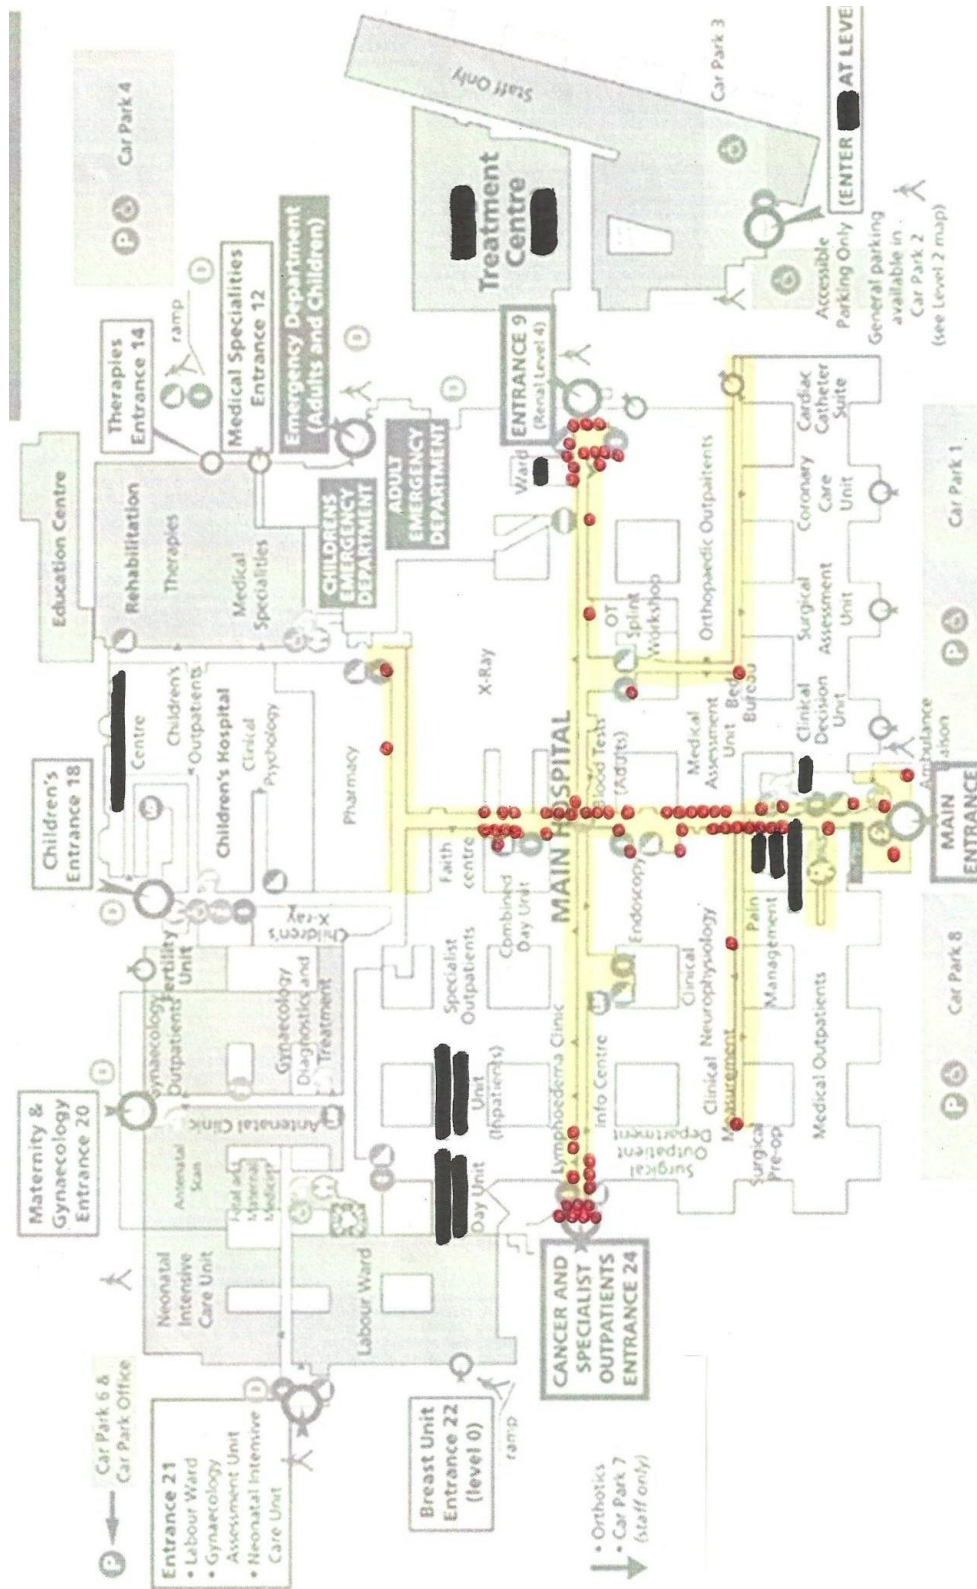 P Car Park 6 &
Car Park Office
Entrance 21
• Labour Ward
• Gynaecology
Assessment Unit
• Neonatal Intensive
Care Unit
Breast Unit
Entrance 22
(level 0)
ramp
• Orthotics
• Car Park 7
(staff only)
Maternity &
Gynaecology
Entrance 20
Neonatal
Intensive
Care Unit
Labour Ward
Antenatal
Scan
Fetal and
Maternal
Medicine
Antenatal Clinic
Gynaecology
Outpatients
Fertility
Unit
Gynaecology
Diagnostics and
Treatment
Day Unit
Unit
(Inpatients)
CANCER AND
SPECIALIST
OUTPATIENTS
ENTRANCE 24
Children's
Entrance 18
Centre
Children's
Outpatients
Children's Hospital
Clinical
Psychology
Children's
X-ray
Pharmacy
Faith
centre
Specialist
Outpatients
Combined
Day Unit
Lymphoedema Clinic
MAIN HOSPITAL
X-Ray
Info Centre
Surgical
Outpatient
Department
Endoscopy
Blood Tests
(Adults)
OT
Splint
Workshop
Clinical
Neurophysiology
Clinical
Measurement
Medical
Assessment
Unit
Bed
Bureau
Orthopaedic Outpatients
Surgical
Pre-op
Pain
Management
Medical Outpatients
Clinical
Decision
Unit
Surgical
Assessment
Unit
Coronary
Care
Unit
Cardiac
Catheter
Suite
Ambulance
MAIN
ENTRANCE
P Car Park 8
P Car Park 1
Education Centre
Rehabilitation
Therapies
Medical
Specialities
Therapies
Entrance 14
ramp
Medical Specialities
Entrance 12
Emergency Department
(Adults and Children)
CHILDRENS
EMERGENCY
DEPARTMENT
ADULT
EMERGENCY
DEPARTMENT
P Car Park 4
Ward
ENTRANCE 9
(Renal Level 4)
Treatment
Centre
Staff Only
Car Park 3
(ENTER AT LEVE
Accessible
Parking Only
General parking
available in
Car Park 2
(see Level 2 map)